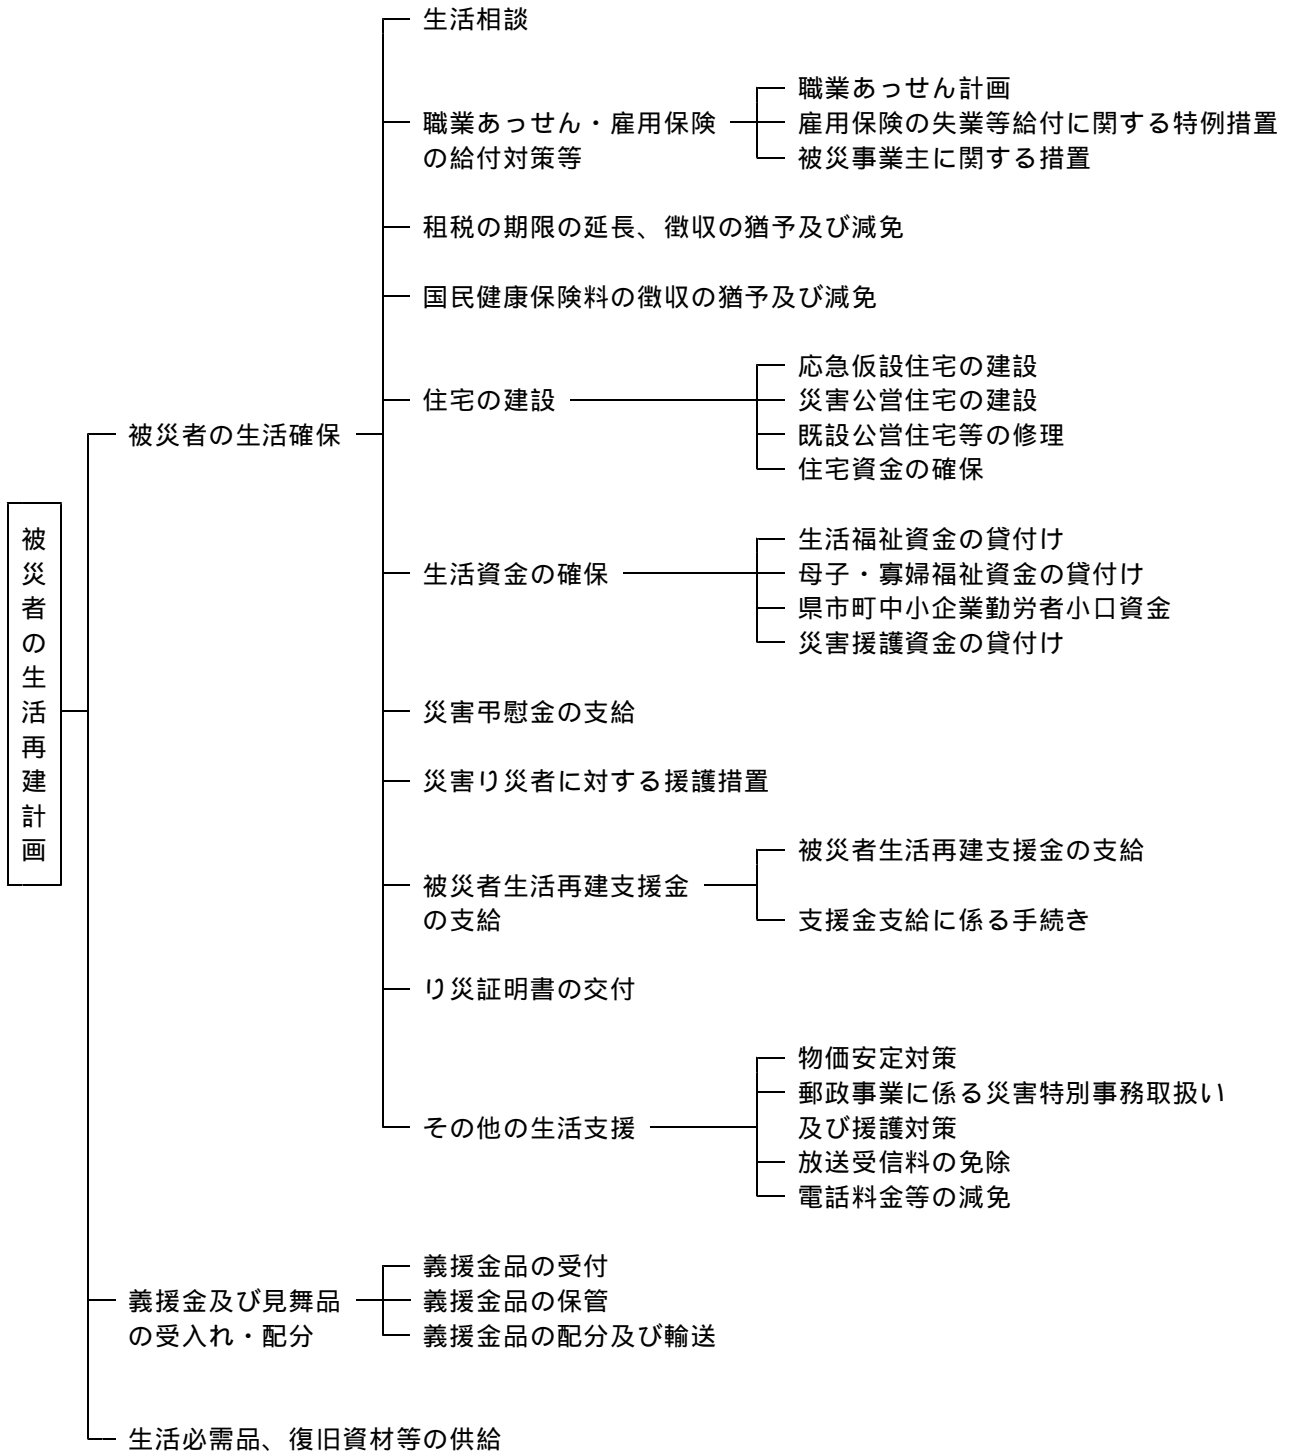 被災者の生活再建計画
被災者の生活確保
生活相談
職業あっせん・雇用保険
の給付対策等
職業あっせん計画
雇用保険の失業等給付に関する特例措置
被災事業主に関する措置
租税の期限の延長、徴収の猶予及び減免
国民健康保険料の徴収の猶予及び減免
住宅の建設
応急仮設住宅の建設
災害公営住宅の建設
既設公営住宅等の修理
住宅資金の確保
生活資金の確保
生活福祉資金の貸付け
母子・寡婦福祉資金の貸付け
県市町中小企業勤労者小口資金
災害援護資金の貸付け
災害弔慰金の支給
災害り災者に対する援護措置
被災者生活再建支援金
の支給
被災者生活再建支援金の支給
支援金支給に係る手続き
り災証明書の交付
その他の生活支援
物価安定対策
郵政事業に係る災害特別事務取扱い
及び援護対策
放送受信料の免除
電話料金等の減免
義援金及び見舞品
の受入れ・配分
義援金品の受付
義援金品の保管
義援金品の配分及び輸送
生活必需品、復旧資材等の供給